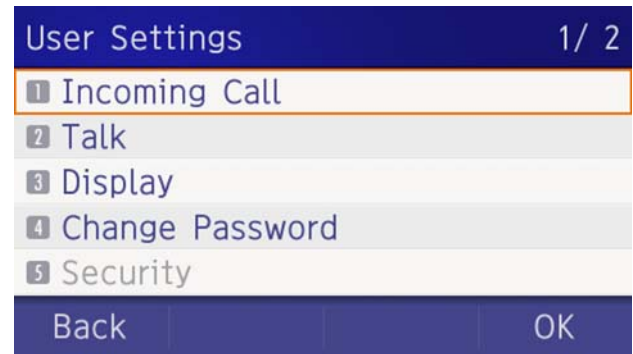 User Settings 1/ 2
1 Incoming Call
2 Talk
3 Display
4 Change Password
5 Security
Back OK